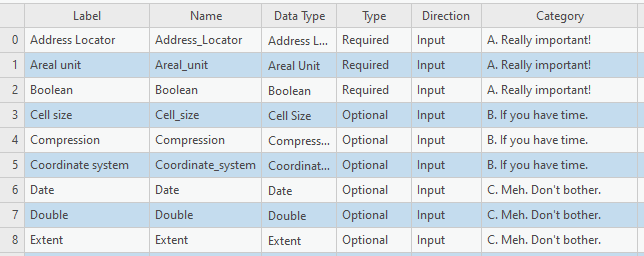 Label Name Data Type Type Direction Category
0 Address Locator Address_Locator Address L... Required Input A. Really important!
1 Areal unit Areal_unit Areal Unit Required Input A. Really important!
2 Boolean Boolean Boolean Required Input A. Really important!
3 Cell size Cell_size Cell Size Optional Input B. If you have time.
4 Compression Compression Compress... Optional Input B. If you have time.
5 Coordinate system Coordinate_system Coordinat... Optional Input B. If you have time.
6 Date Date Date Optional Input C. Meh. Don't bother.
7 Double Double Double Optional Input C. Meh. Don't bother.
8 Extent Extent Extent Optional Input C. Meh. Don't bother.